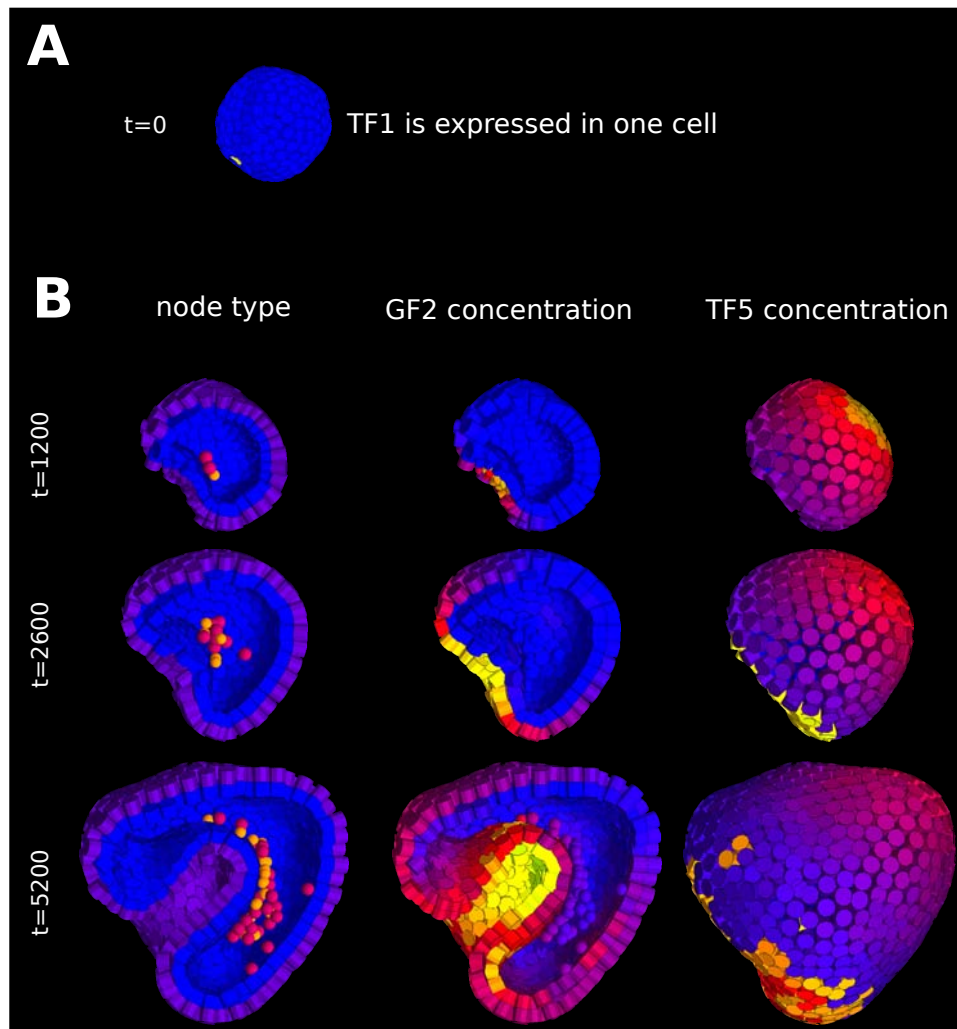 A
t=0
TF1 is expressed in one cell
B
node type
GF2 concentration
TF5 concentration
t=1200
t=2600
t=5200